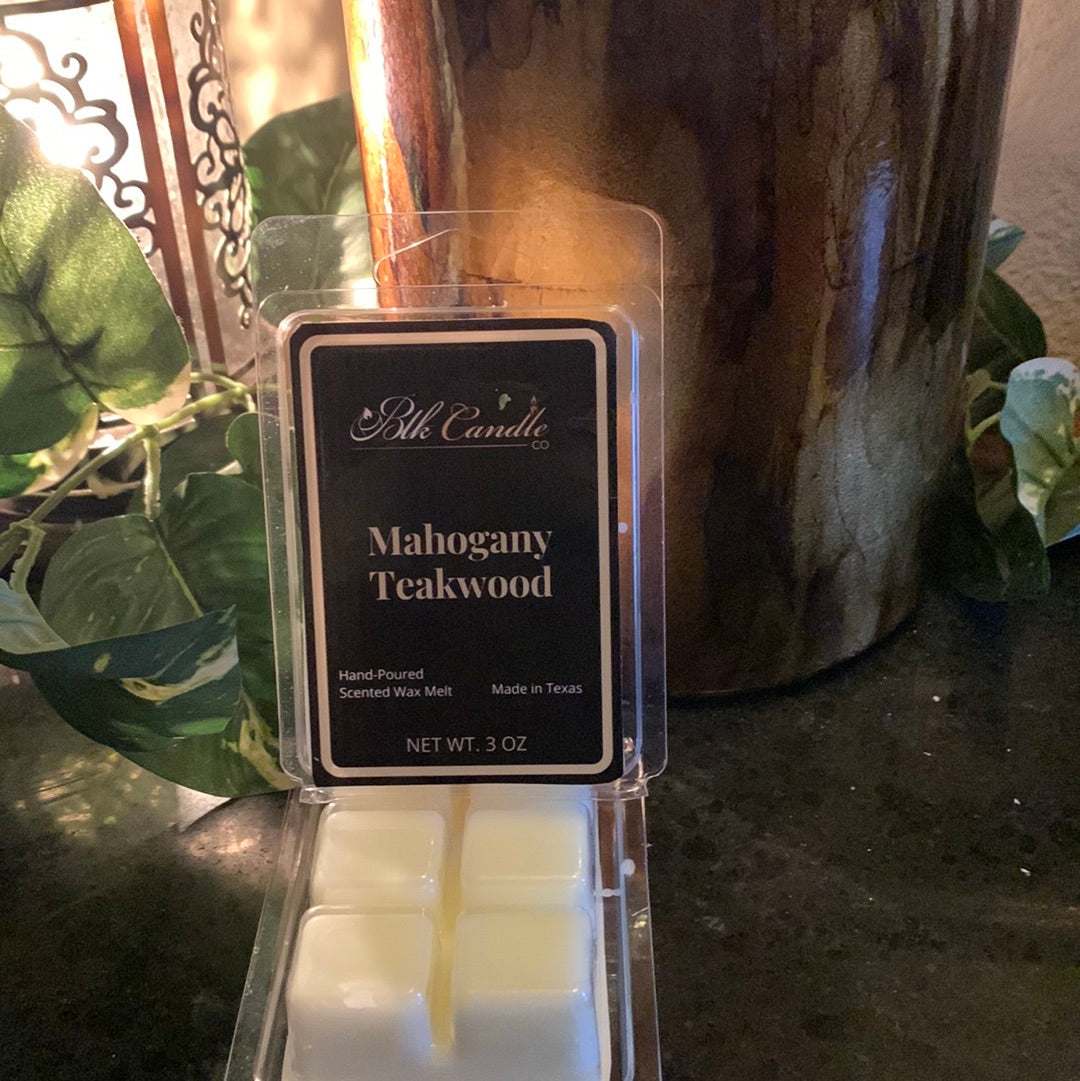 Blk Candle
CO
Mahogany
Teakwood
Hand-Poured
Scented Wax Melt
Made in Texas
NET WT. 3 OZ